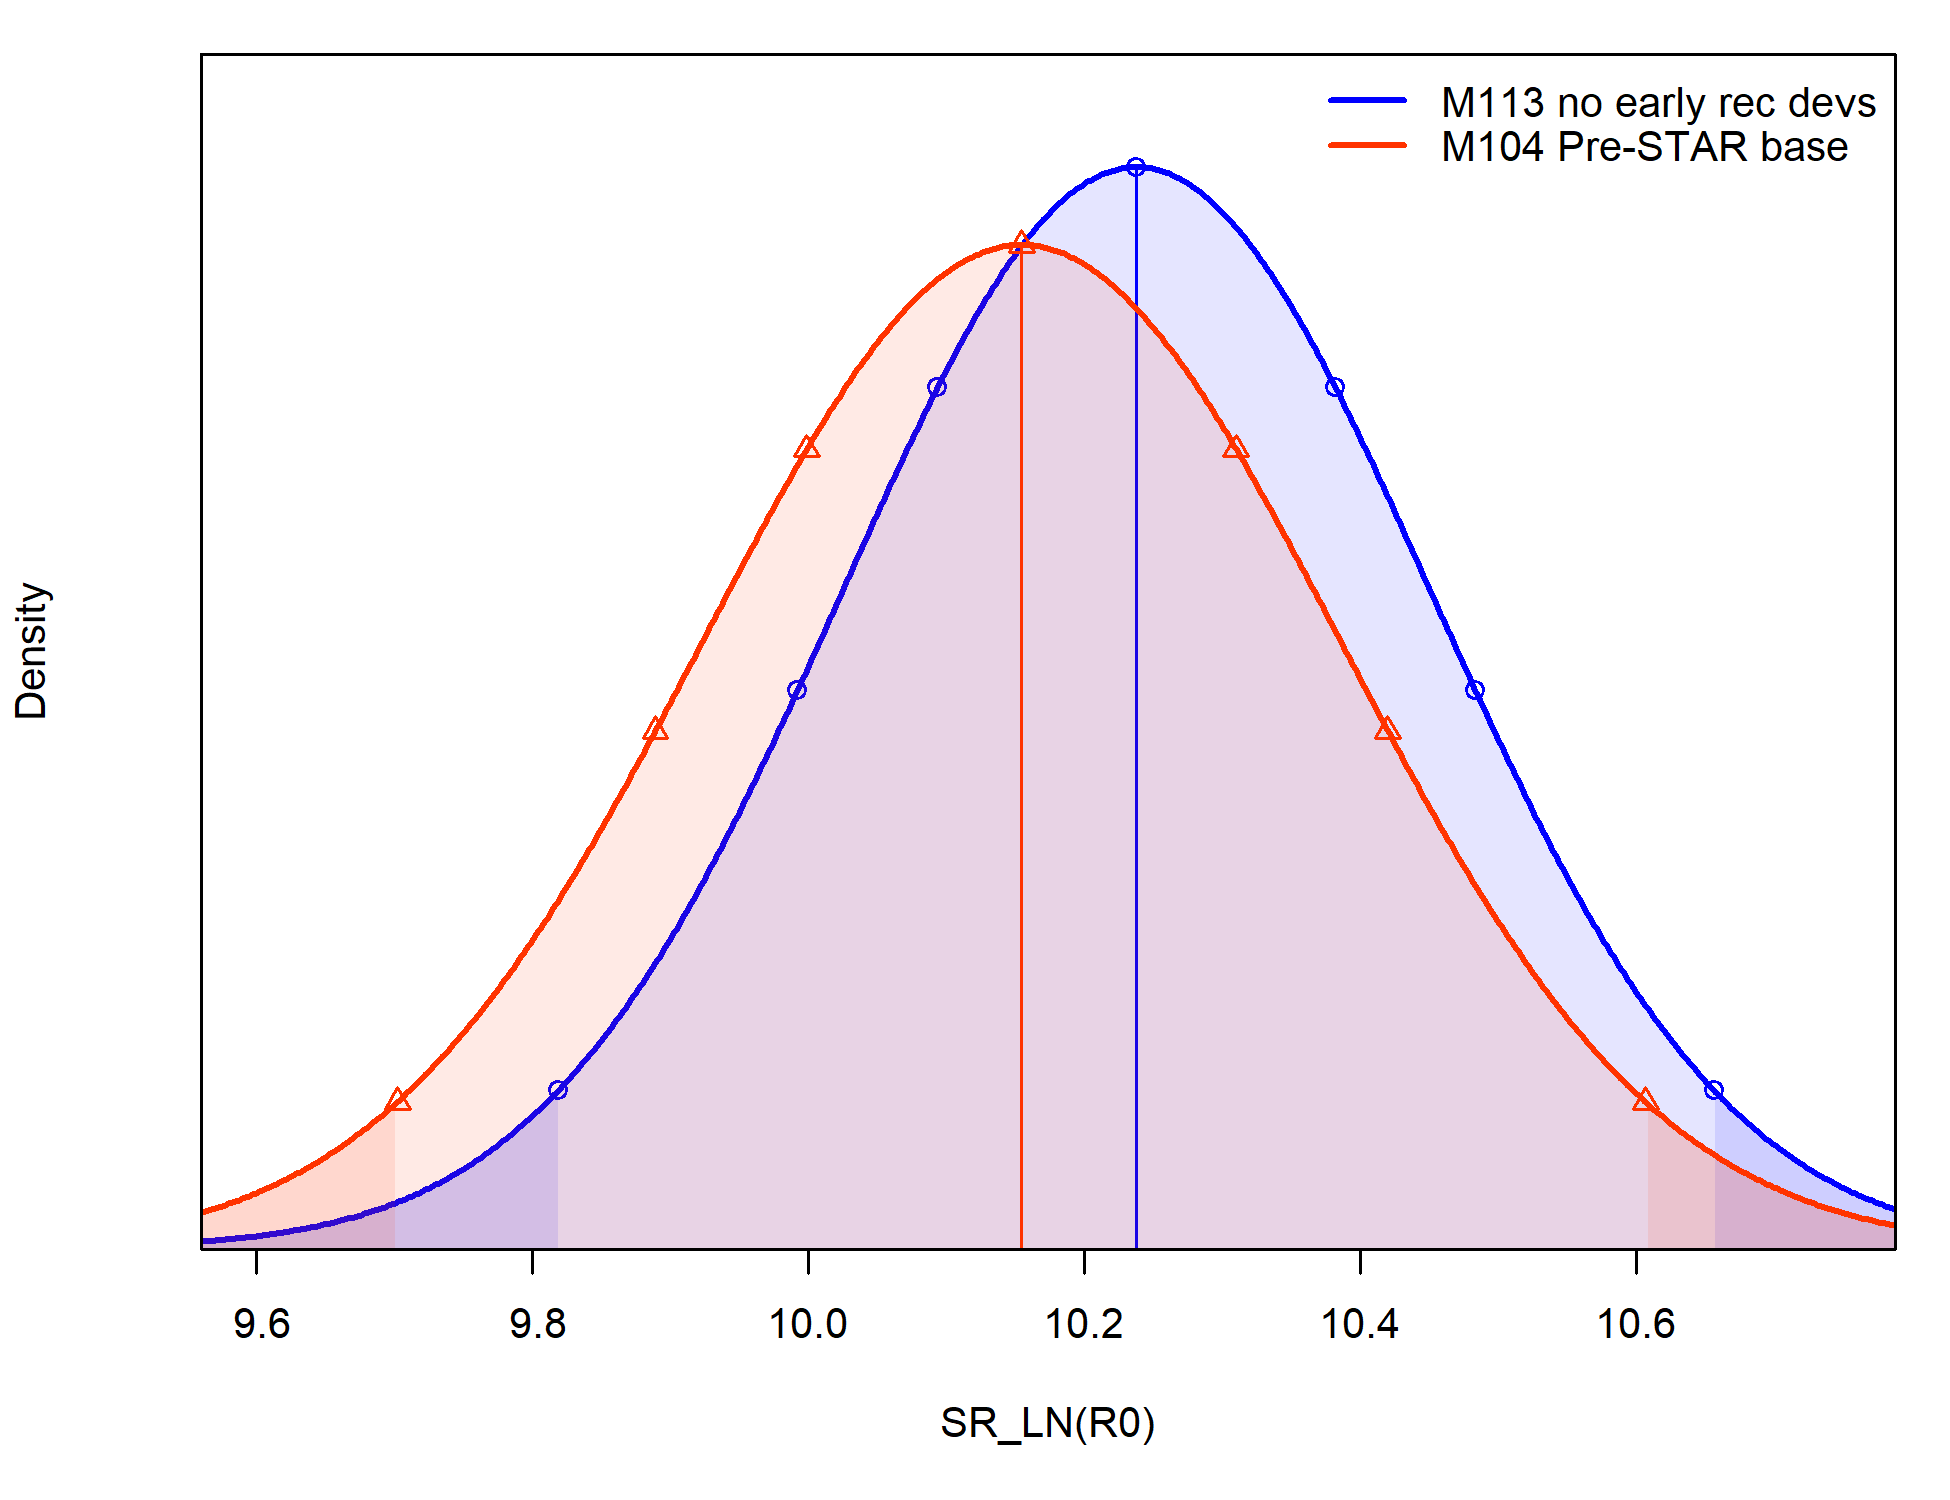 M113 no early rec devs
M104 Pre-STAR base
Density
9.6 9.8 10.0 10.2 10.4 10.6
SR_LN(R0)